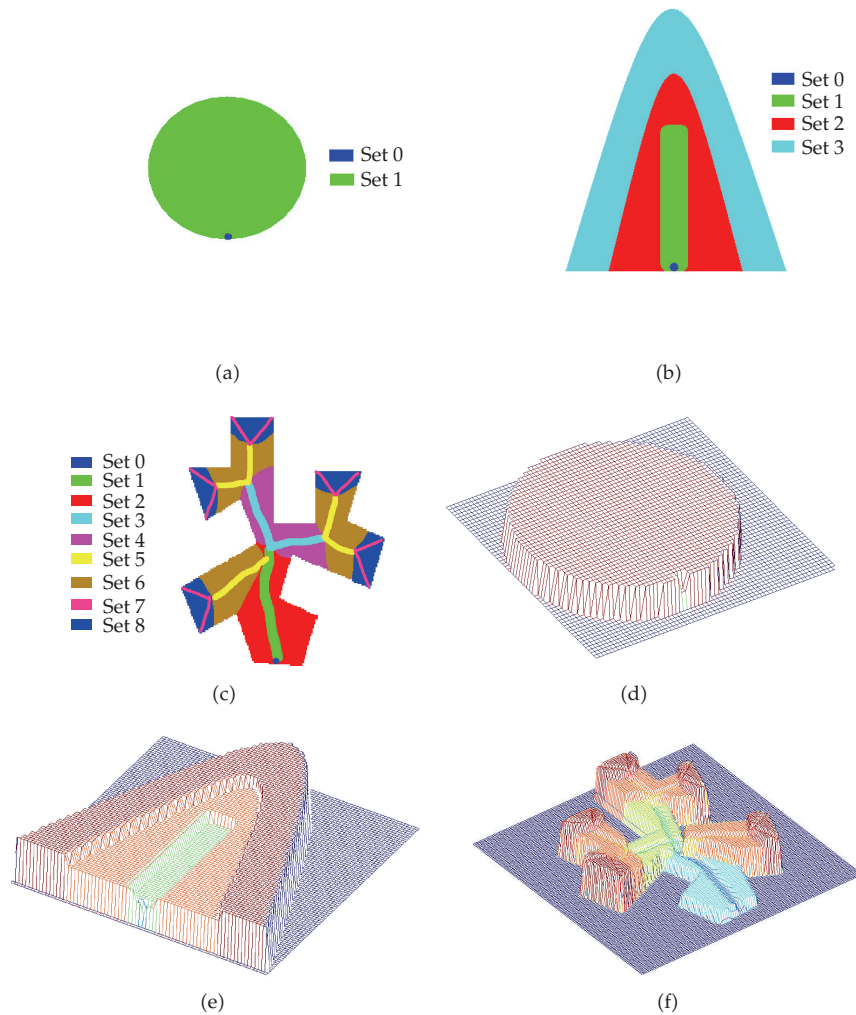 Set 0
Set 1
(a)
Set 0
Set 1
Set 2
Set 3
(b)
Set 0
Set 1
Set 2
Set 3
Set 4
Set 5
Set 6
Set 7
Set 8
(c)
(d)
(e)
(f)